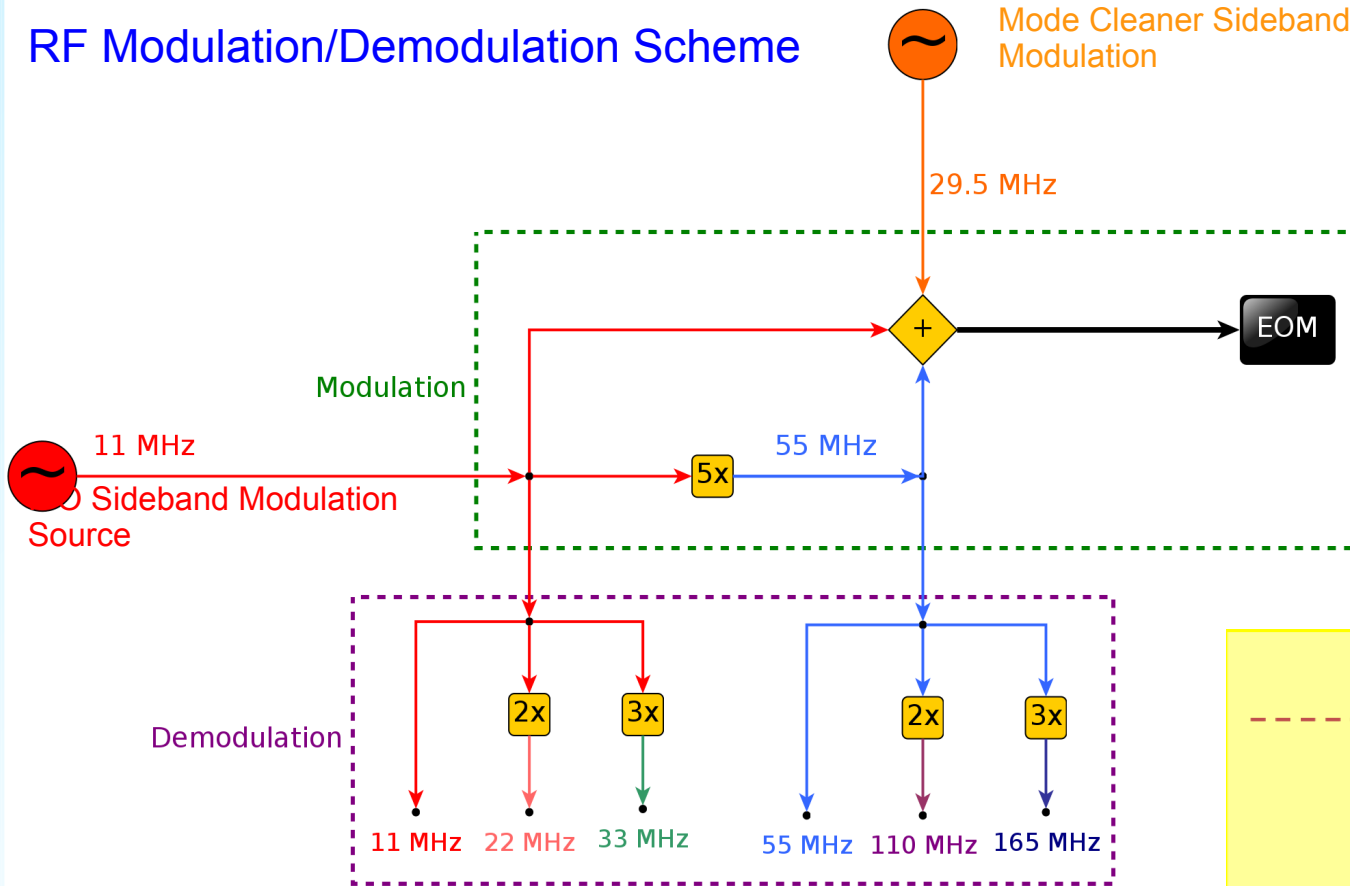 RF Modulation/Demodulation Scheme
Mode Cleaner Sideband
Modulation
29.5 MHz
+
EOM
Modulation
11 MHz
55 MHz
5x
Sideband Modulation
Source
2x
3x
2x
3x
Demodulation
11 MHz
22 MHz
33 MHz
55 MHz
110 MHz
165 MHz